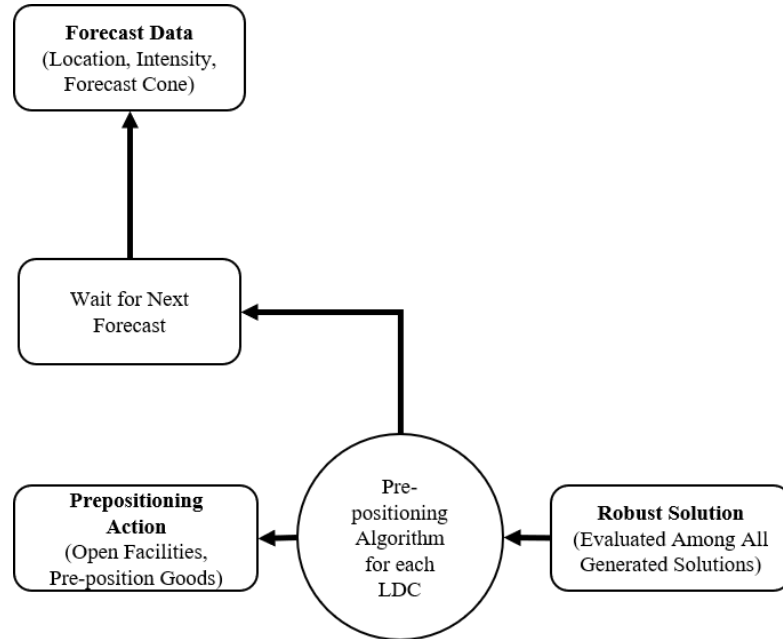 Forecast Data
(Location, Intensity,
Forecast Cone)
Wait for Next
Forecast
Prepositioning
Action
(Open Facilities,
Pre-position Goods)
Pre-
positioning
Algorithm
for each
LDC
Robust Solution
(Evaluated Among All
Generated Solutions)